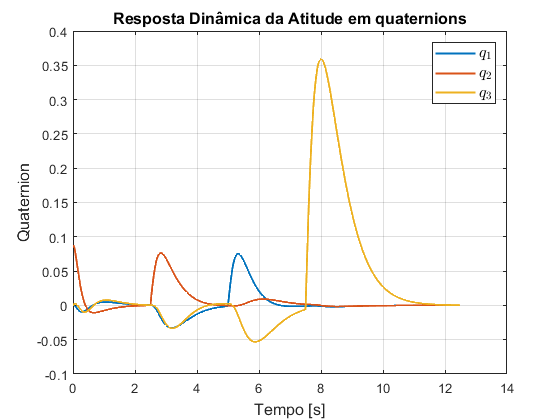 Resposta Dinâmica da Atitude em quaternions
0.4
0.35
0.3
0.25
0.2
0.15
0.1
0.05
0
-0.05
-0.1
Quaternion
q1
q2
q3
0 2 4 6 8 10 12 14
Tempo [s]